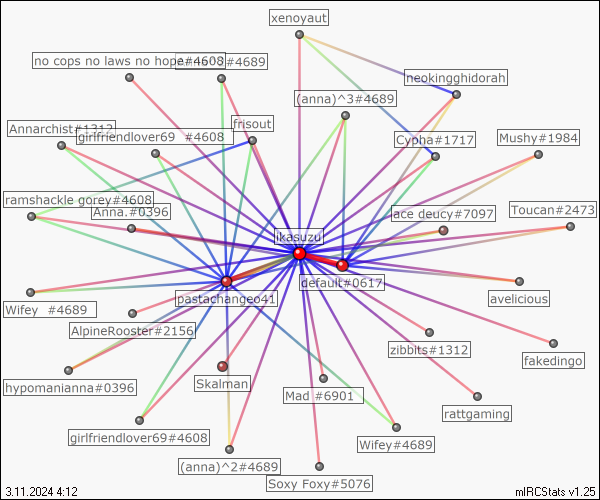 xenoyaut
no cops no laws no hope
#4608
#4689
neokingghidorah
(anna)^3#4689
Annarchist#1312
girlfriendlover69 #4608
frisout
Cypha#1717
Mushy#1984
ramshackle gorey#4608
Anna.#0396
ace deucy#7097
Toucan#2473
ikasuzu
default#0617
pastachangeo41
avelicious
Wifey #4689
AlpineRooster#2156
zibbits#1312
fakedingo
hypomanianna#0396
Skalman
Mad #6901
rattgaming
girlfriendlover69#4608
Wifey#4689
(anna)^2#4689
Soxy Foxy#5076
3.11.2024 4:12
mIRCStats v1.25